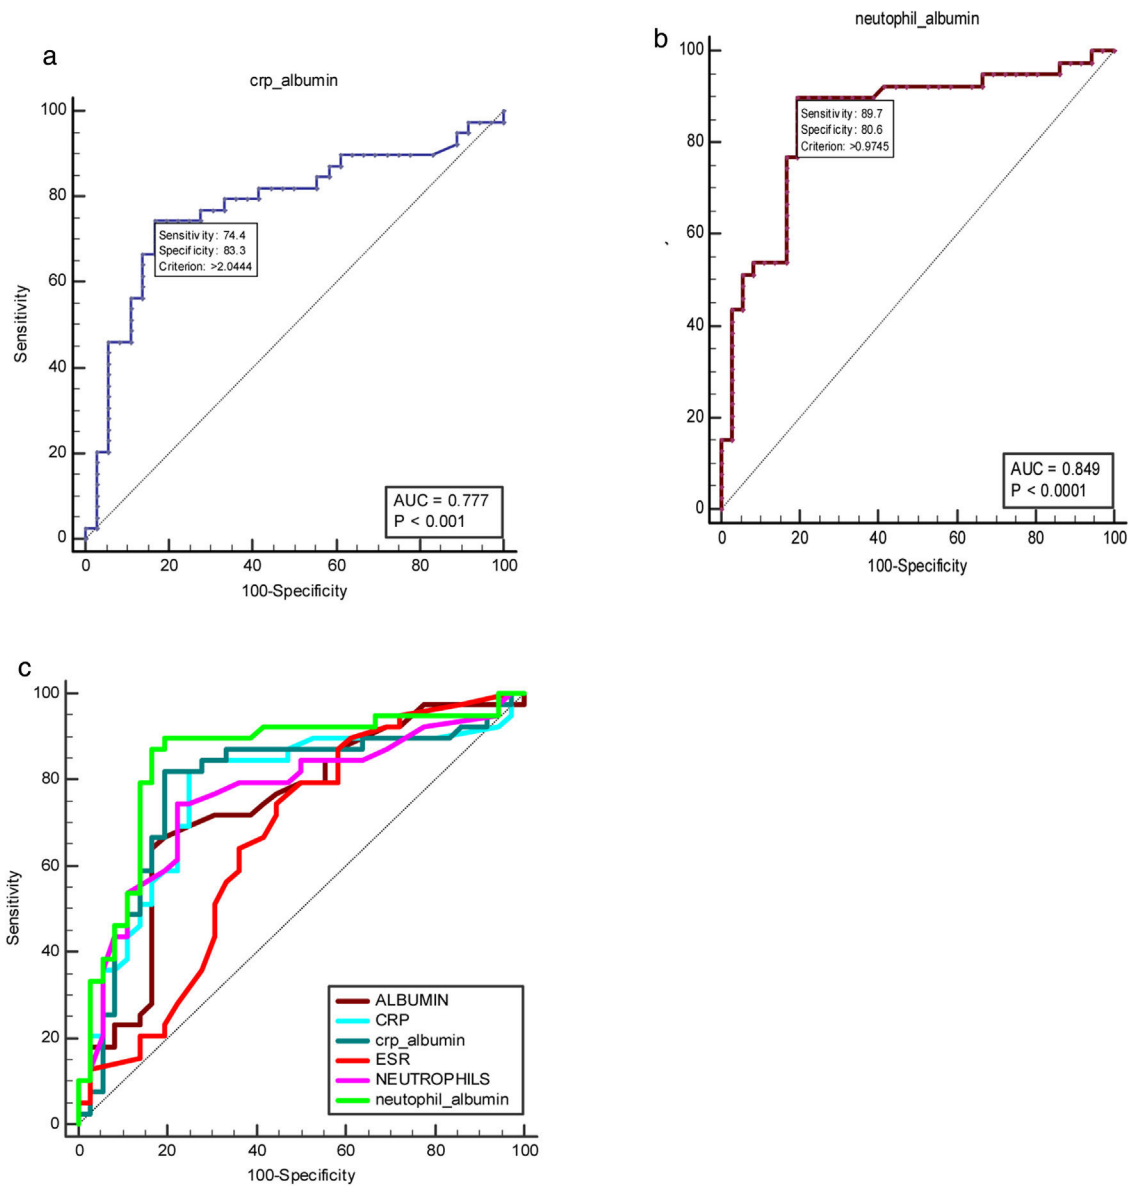 a
crp_albumin
100
80
60
40
20
0
Sensitivity
Sensitivity: 74.4
Specificity: 83.3
Criterion: >2.0444
AUC = 0.777
P < 0.001
0 20 40 60 80 100
100-Specificity
b
neutophil_albumin
100
80
60
40
20
0
Sensitivity: 89.7
Specificity: 80.6
Criterion: >0.9745
AUC = 0.849
P < 0.0001
0 20 40 60 80 100
100-Specificity
c
100
80
60
40
20
0
Sensitivity
ALBUMIN
CRP
crp_albumin
ESR
NEUTROPHILS
neutophil_albumin
0 20 40 60 80 100
100-Specificity